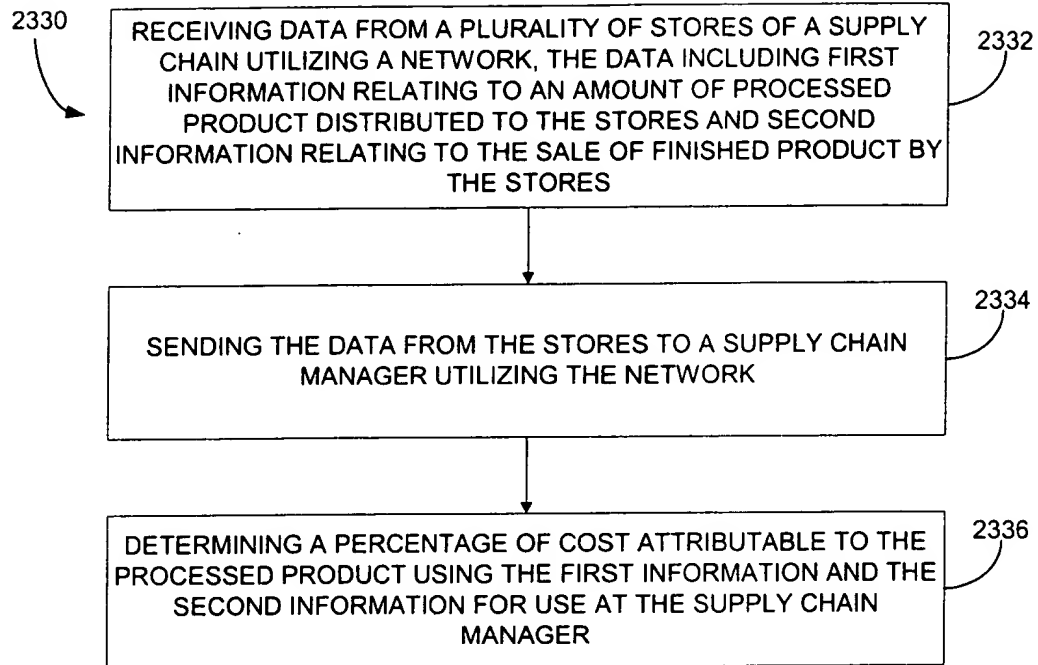 2330
RECEIVING DATA FROM A PLURALITY OF STORES OF A SUPPLY
CHAIN UTILIZING A NETWORK, THE DATA INCLUDING FIRST
INFORMATION RELATING TO AN AMOUNT OF PROCESSED
PRODUCT DISTRIBUTED TO THE STORES AND SECOND
INFORMATION RELATING TO THE SALE OF FINISHED PRODUCT BY
THE STORES
2332
SENDING THE DATA FROM THE STORES TO A SUPPLY CHAIN
MANAGER UTILIZING THE NETWORK
2334
DETERMINING A PERCENTAGE OF COST ATTRIBUTABLE TO THE
PROCESSED PRODUCT USING THE FIRST INFORMATION AND THE
SECOND INFORMATION FOR USE AT THE SUPPLY CHAIN
MANAGER
2336